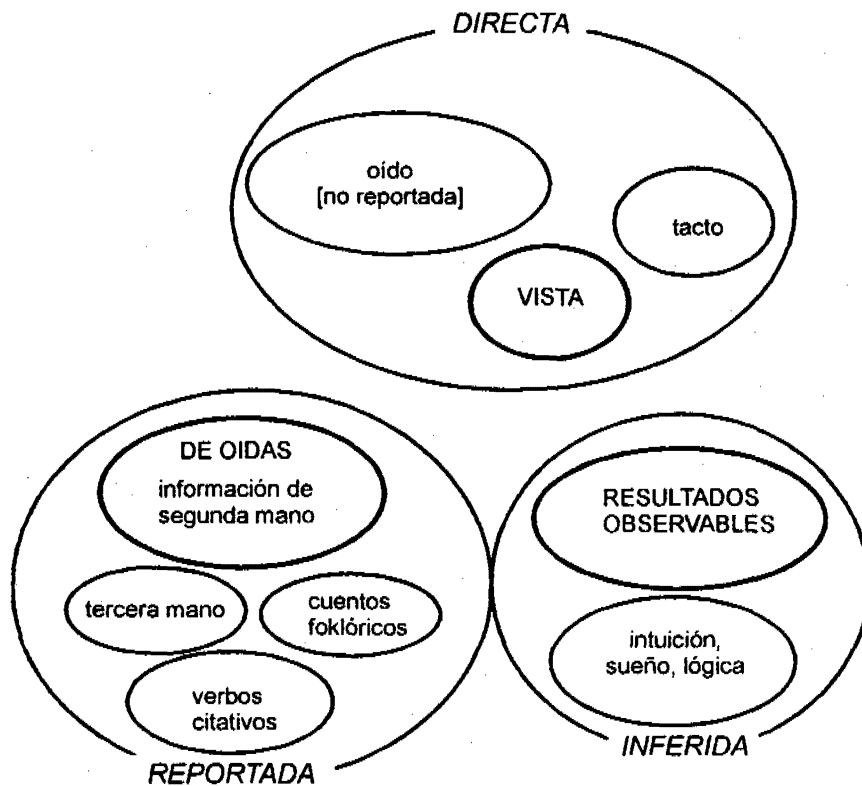 DIRECTA
oído
[no reportada]
tacto
VISTA
DE OIDAS
información de
segunda mano
tercera mano
cuentos
foklóricos
verbos
citativos
REPORTADA
RESULTADOS
OBSERVABLES
intuición,
sueño, lógica
INFERIDA